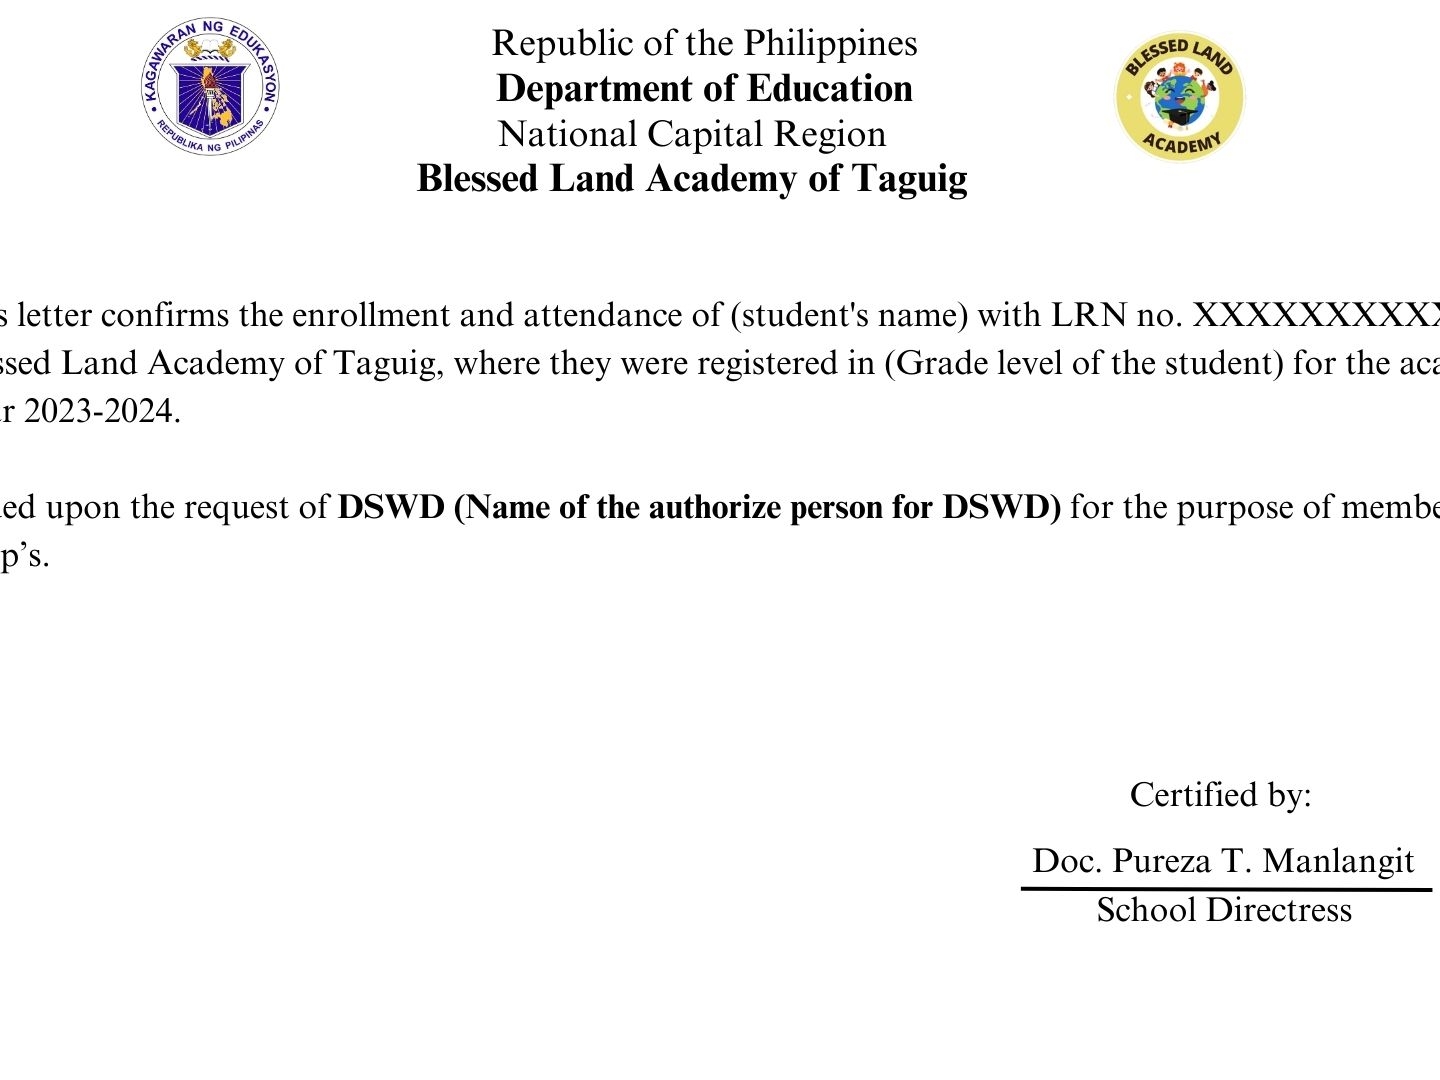 KAGAWARAN NG EDUKASYON
REPUBLIKA NG PILIPINAS
Republic of the Philippines
Department of Education
National Capital Region
Blessed Land Academy of Taguig
BLESSED LAND
ACADEMY
s letter confirms the enrollment and attendance of (student's name) with LRN no. XXXXXXXXXX
ssed Land Academy of Taguig, where they were registered in (Grade level of the student) for the aca
r 2023-2024.
ed upon the request of DSWD (Name of the authorize person for DSWD) for the purpose of membe
p’s.
Certified by:
Doc. Pureza T. Manlangit
School Directress